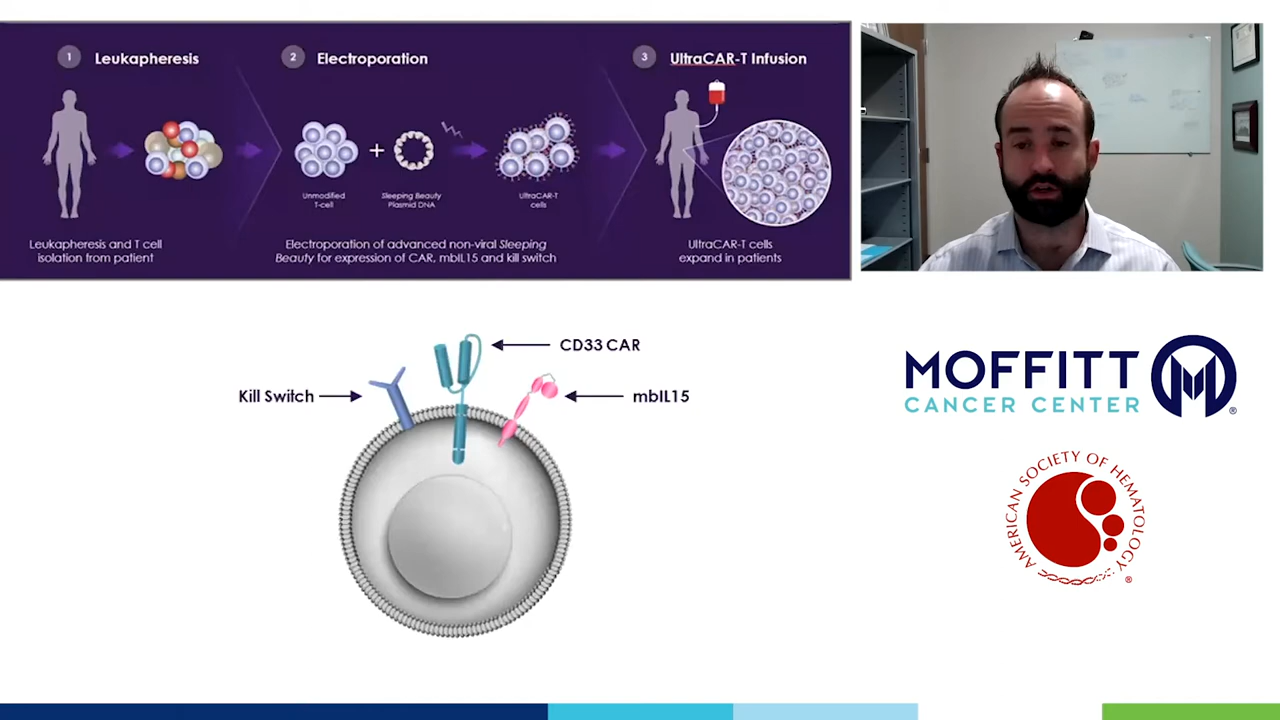 1 Leukapheresis
2 Electroporation
3 UltraCAR-T Infusion
Unmodified
T-cell
Sleeping Beauty
Plasmid DNA
UltraCAR-T
cells
Leukapheresis and T cell
isolation from patient
Electroporation of advanced non-viral Sleeping
Beauty for expression of CAR, mbIL15 and kill switch
UltraCAR-T cells
expand in patients
CD33 CAR
Kill Switch
mbIL15
MOFFITT
CANCER CENTER
®
AMERICAN SOCIETY OF HEMATOLOGY
®